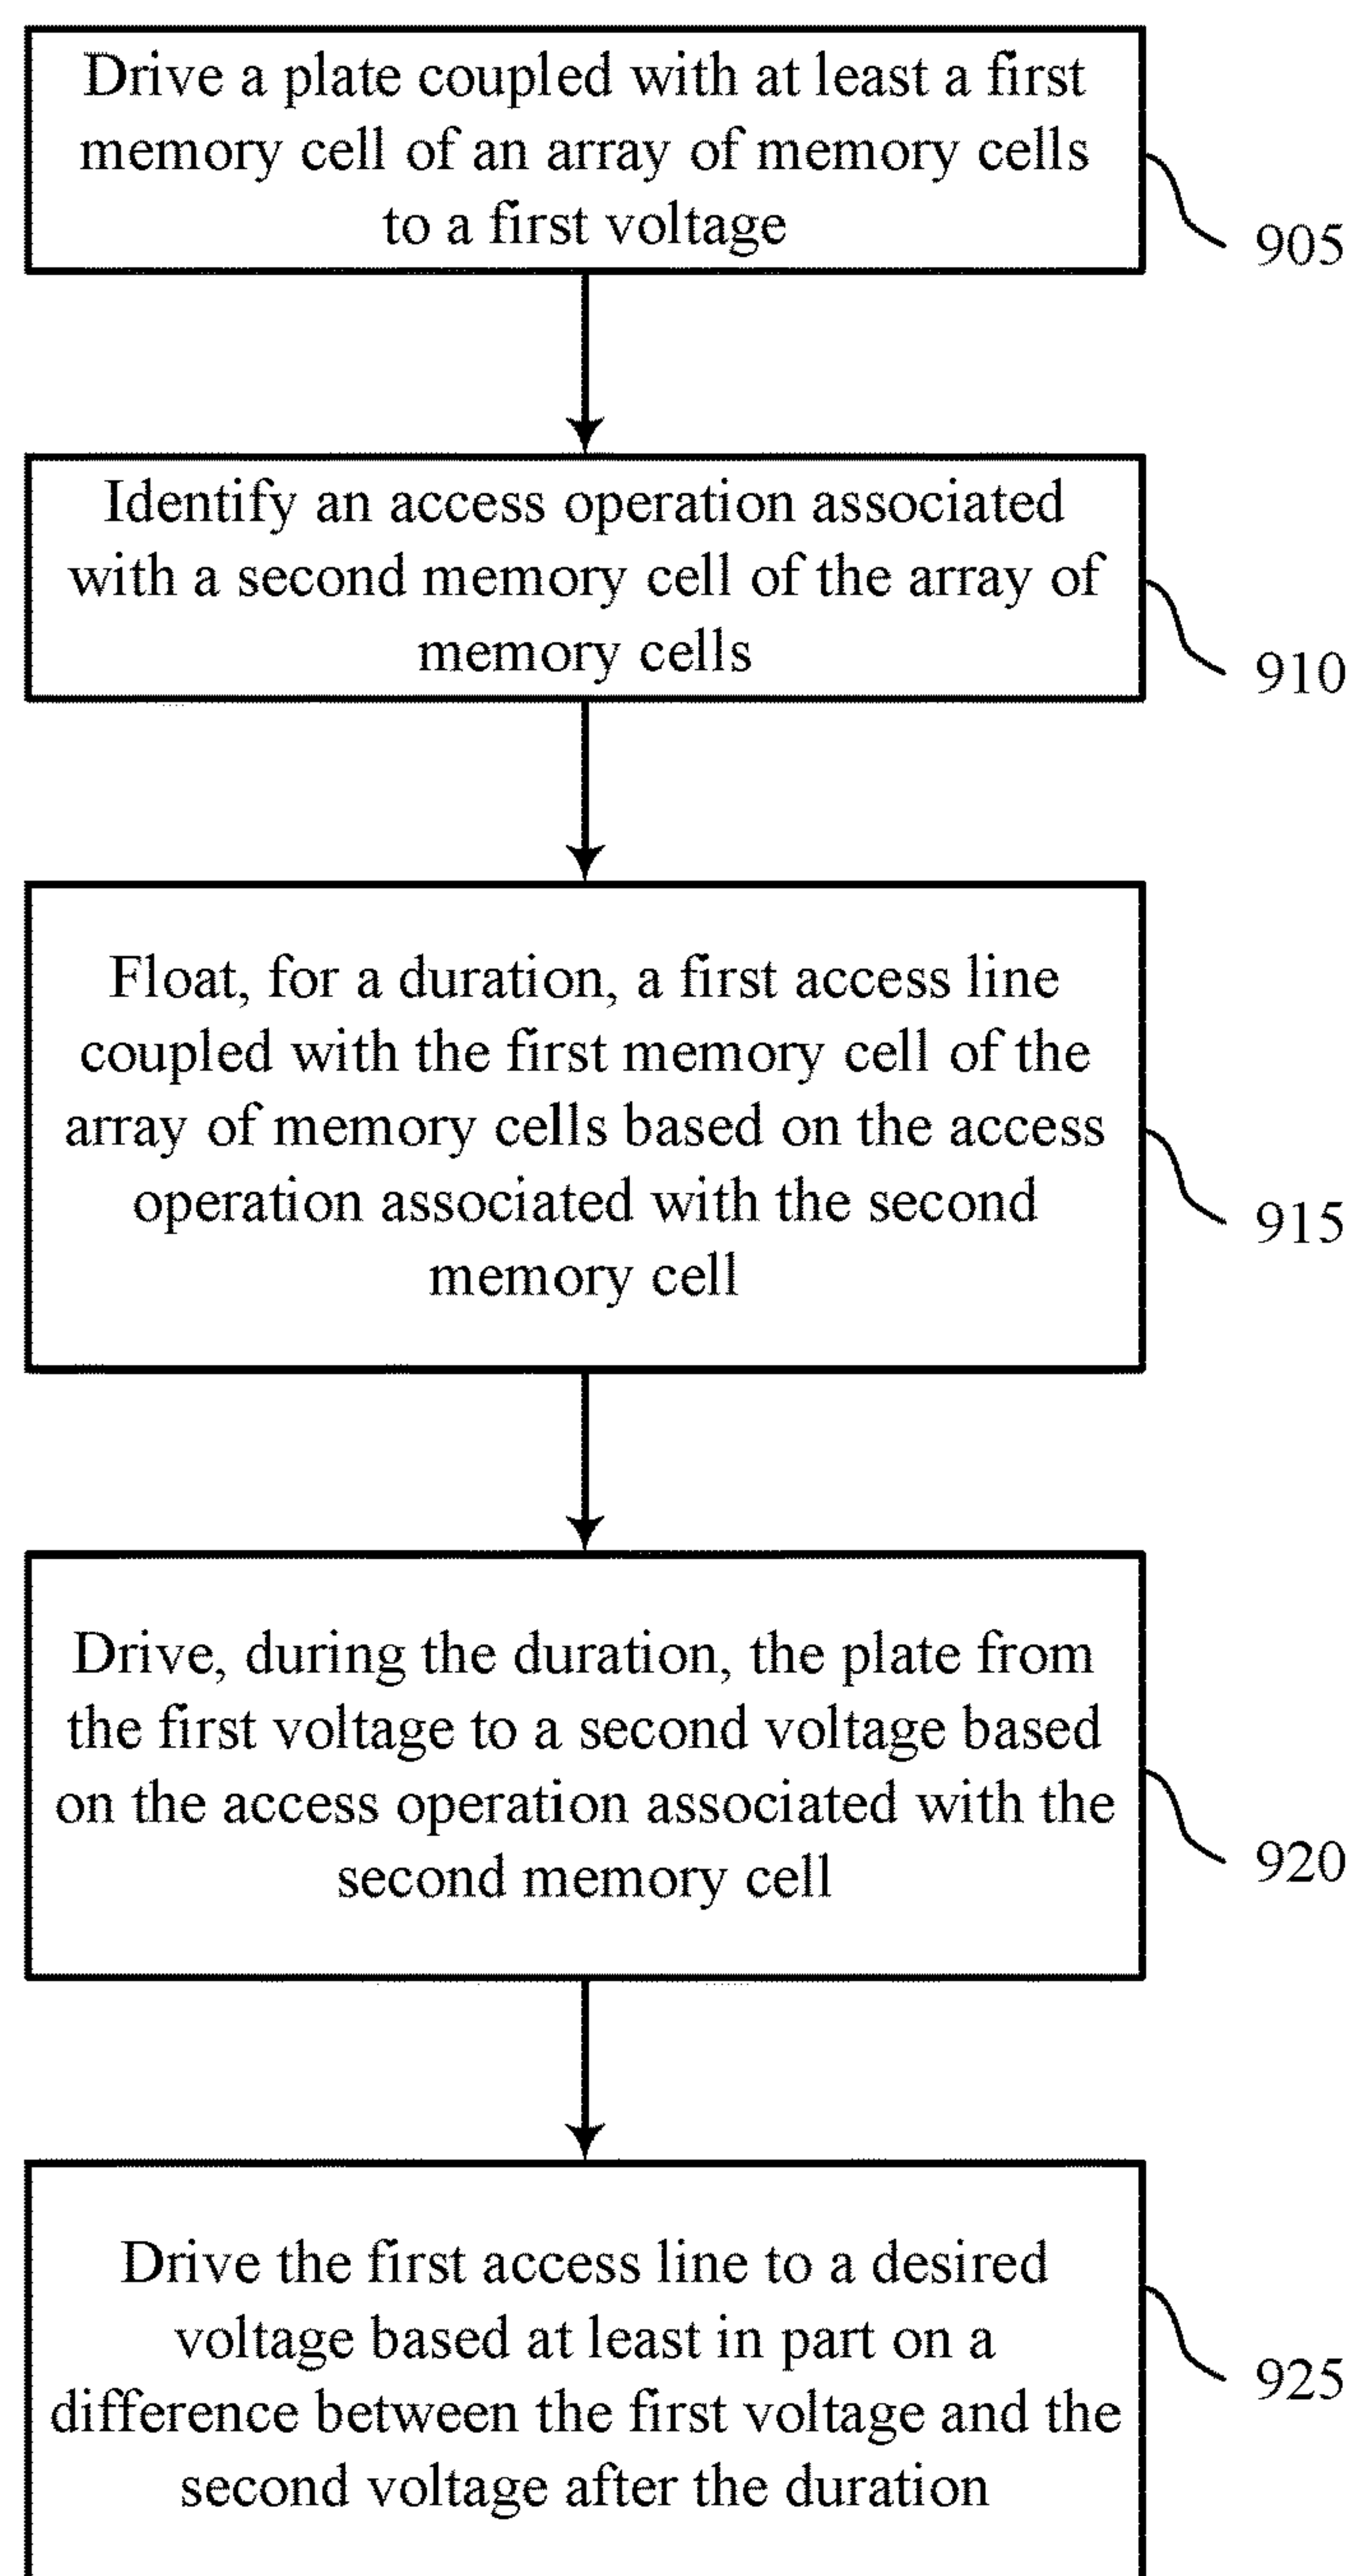 Drive a plate coupled with at least a first
memory cell of an array of memory cells
to a first voltage
905
Identify an access operation associated
with a second memory cell of the array of
memory cells
910
Float, for a duration, a first access line
coupled with the first memory cell of the
array of memory cells based on the access
operation associated with the second
memory cell
915
Drive, during the duration, the plate from
the first voltage to a second voltage based
on the access operation associated with the
second memory cell
920
Drive the first access line to a desired
voltage based at least in part on a
difference between the first voltage and the
second voltage after the duration
925